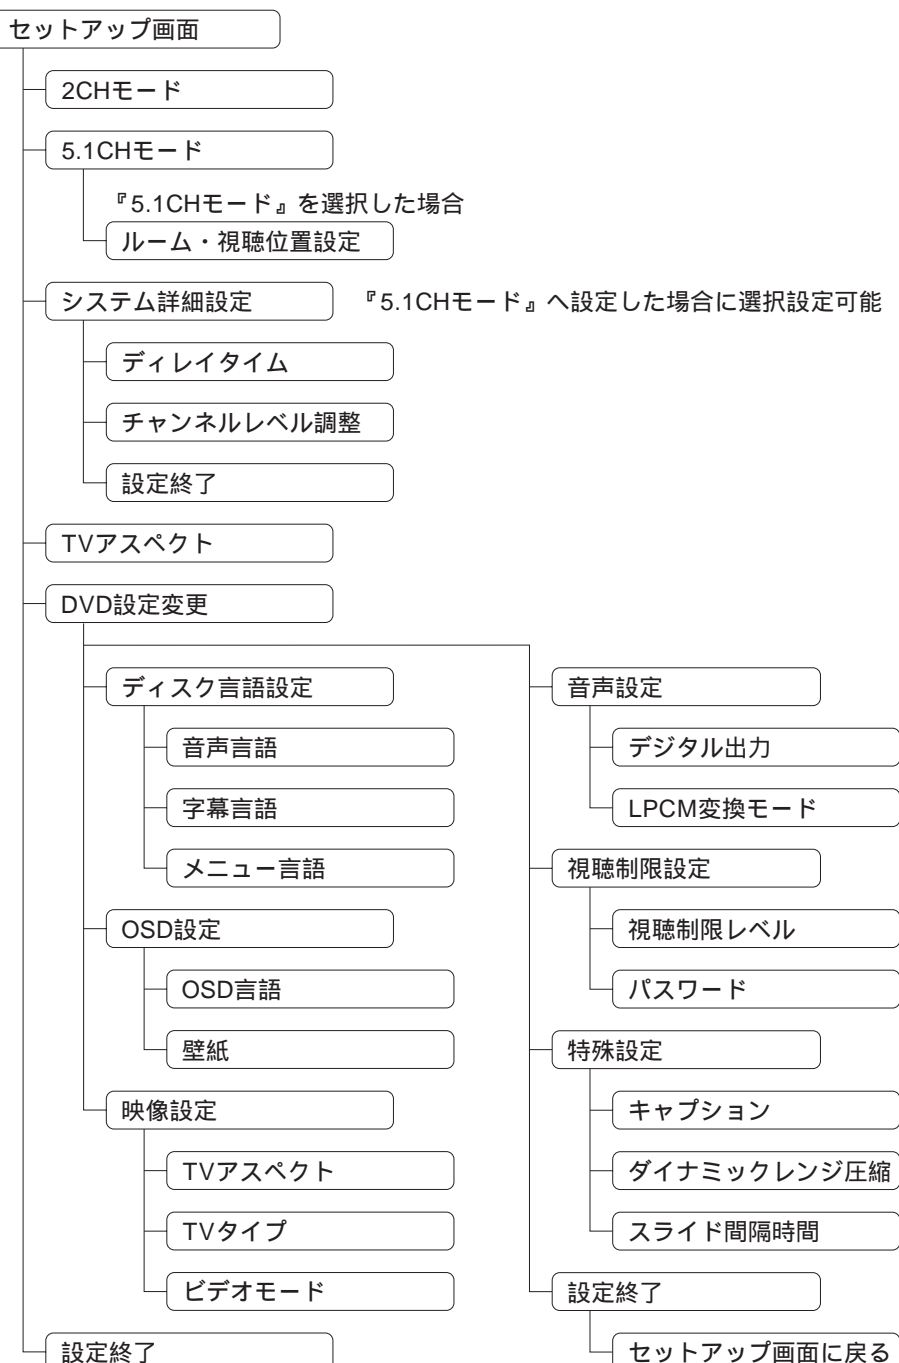 セットアップ画面
2CHモード
5.1CHモード
『5.1CHモード』を選択した場合
ルーム・視聴位置設定
システム詳細設定 『5.1CHモード』へ設定した場合に選択設定可能
ディレイタイム
チャンネルレベル調整
設定終了
TVアスペクト
DVD設定変更
ディスク言語設定
音声言語
字幕言語
メニュー言語
OSD設定
OSD言語
壁紙
映像設定
TVアスペクト
TVタイプ
ビデオモード
音声設定
デジタル出力
LPCM変換モード
視聴制限設定
視聴制限レベル
パスワード
特殊設定
キャプション
ダイナミックレンジ圧縮
スライド間隔時間
設定終了
セットアップ画面に戻る
設定終了